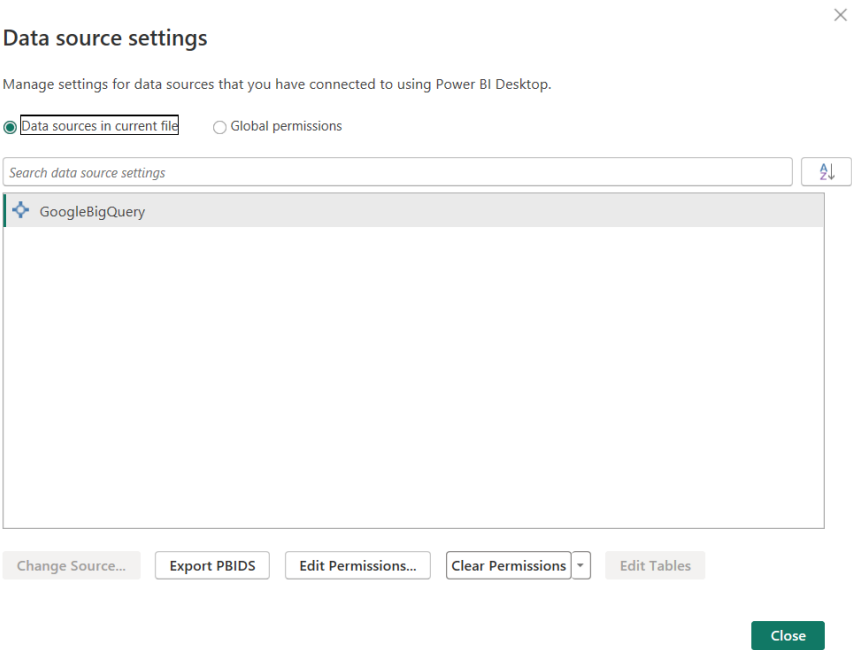 Data source settings
Manage settings for data sources that you have connected to using Power BI Desktop.
Data sources in current file Global permissions
Search data source settings
A
Z
GoogleBigQuery
Change Source... Export PBIDS Edit Permissions... Clear Permissions Edit Tables
Close